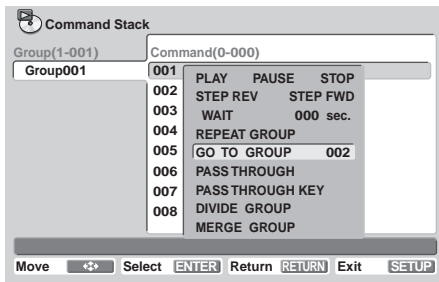 Command Stack
Group(1-001) Command(0-000)
Group001 001
002
003
004
005
006
007
008
PLAY PAUSE STOP
STEP REV STEP FWD
WAIT 000 sec.
REPEAT GROUP
GO TO GROUP 002
PASS THROUGH
PASS THROUGH KEY
DIVIDE GROUP
MERGE GROUP
Move Select ENTER Return RETURN Exit SETUP